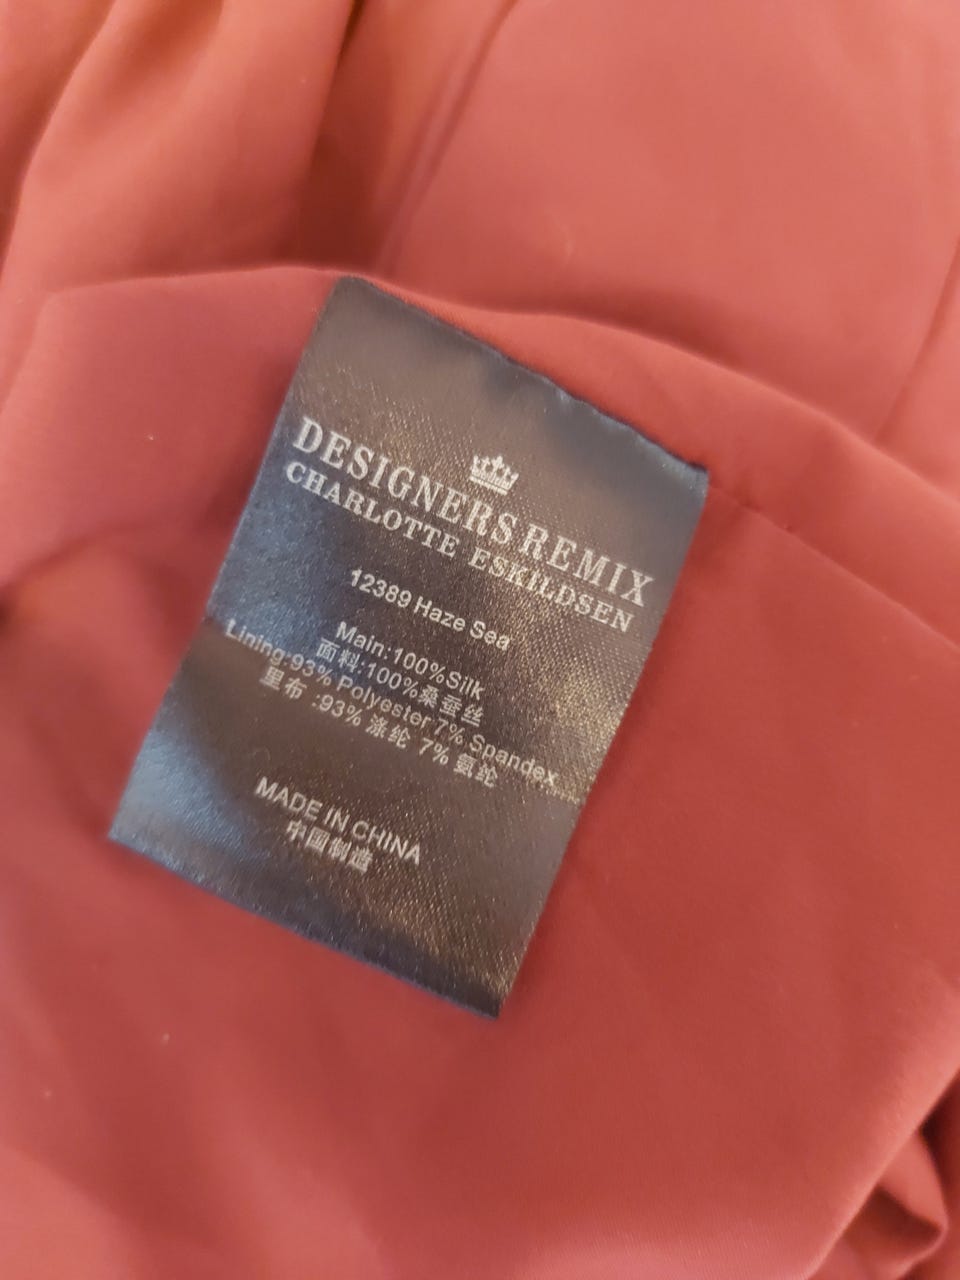 DESIGNERS REMIX
CHARLOTTE ESKILDSEN
12389 Haze Sea
Main:100%Silk
面料:100%桑蚕丝
Lining:93% Polyester 7% Spandex
里布 :93% 涤纶 7% 氨纶
MADE IN CHINA
中国制造